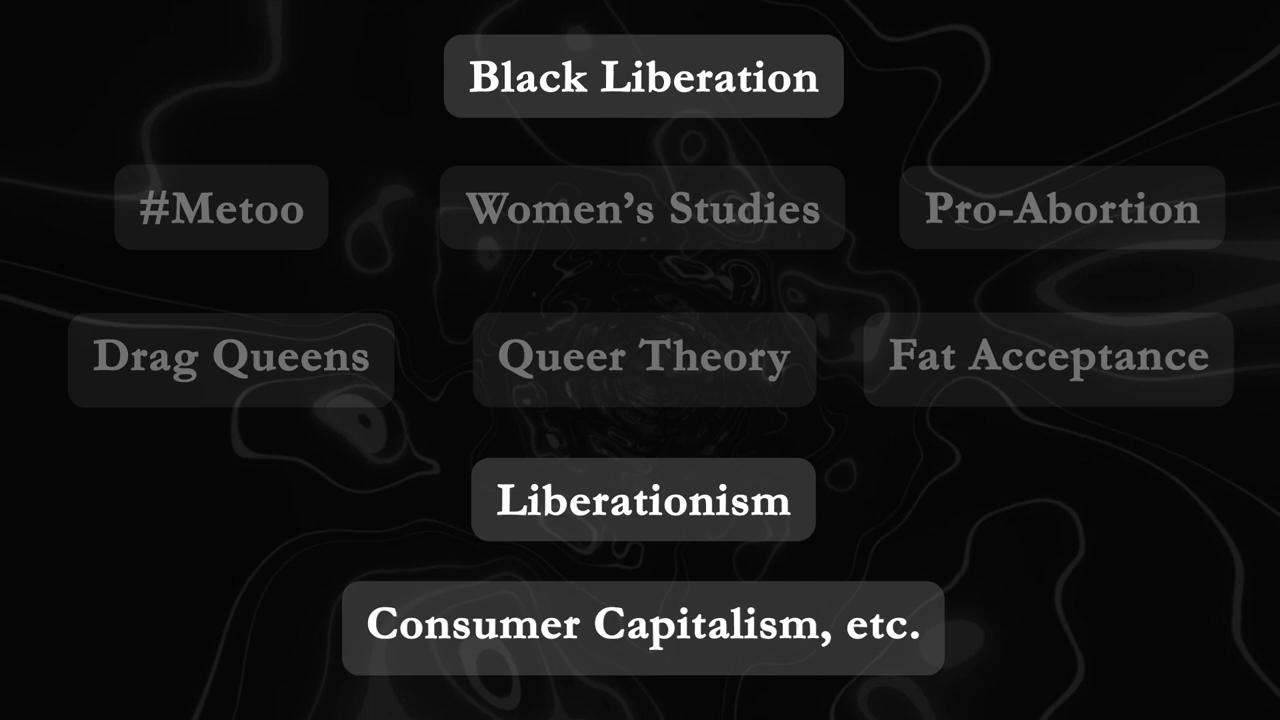 Black Liberation
#Metoo
Women’s Studies
Pro-Abortion
Drag Queens
Queer Theory
Fat Acceptance
Liberationism
Consumer Capitalism, etc.